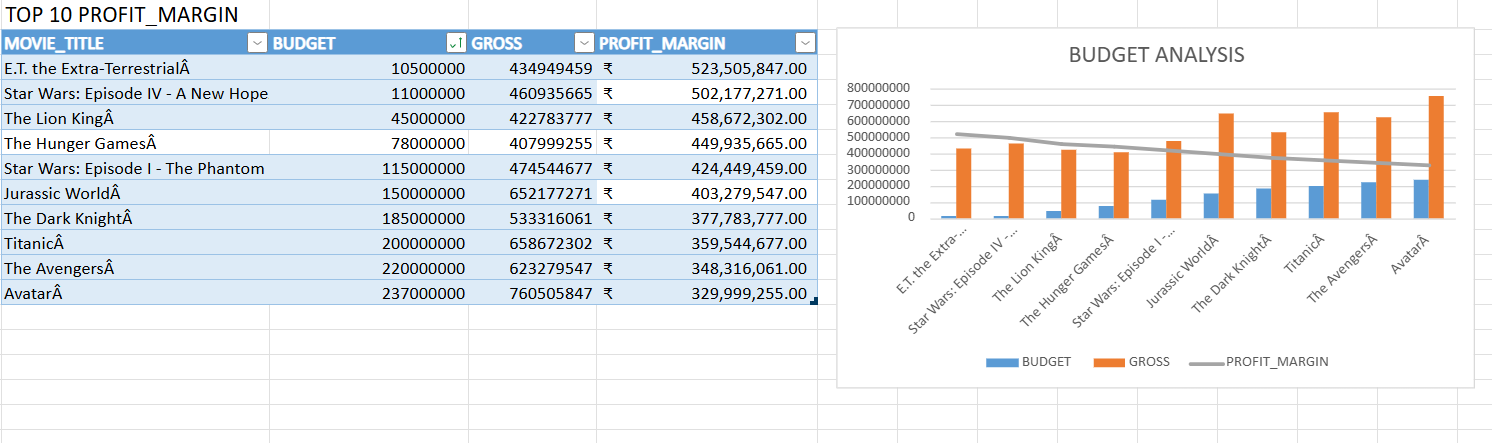 TOP 10 PROFIT_MARGIN
MOVIE_TITLE BUDGET GROSS PROFIT_MARGIN
E.T. the Extra-TerrestrialÂ 10500000 434949459 ₹ 523,505,847.00
Star Wars: Episode IV - A New Hope 11000000 460935665 ₹ 502,177,271.00
The Lion KingÂ 45000000 422783777 ₹ 458,672,302.00
The Hunger GamesÂ 78000000 407999255 ₹ 449,935,665.00
Star Wars: Episode I - The Phantom 115000000 474544677 ₹ 424,449,459.00
Jurassic WorldÂ 150000000 652177271 ₹ 403,279,547.00
The Dark KnightÂ 185000000 533316061 ₹ 377,783,777.00
TitanicÂ 200000000 658672302 ₹ 359,544,677.00
The AvengersÂ 220000000 623279547 ₹ 348,316,061.00
AvatarÂ 237000000 760505847 ₹ 329,999,255.00
BUDGET ANALYSIS
800000000
700000000
600000000
500000000
400000000
300000000
200000000
100000000
0
E.T. the Extra-...
Star Wars: Episode IV -...
The Lion KingÂ
The Hunger GamesÂ
Star Wars: Episode I -...
Jurassic WorldÂ
The Dark KnightÂ
TitanicÂ
The AvengersÂ
AvatarÂ
BUDGET GROSS PROFIT_MARGIN